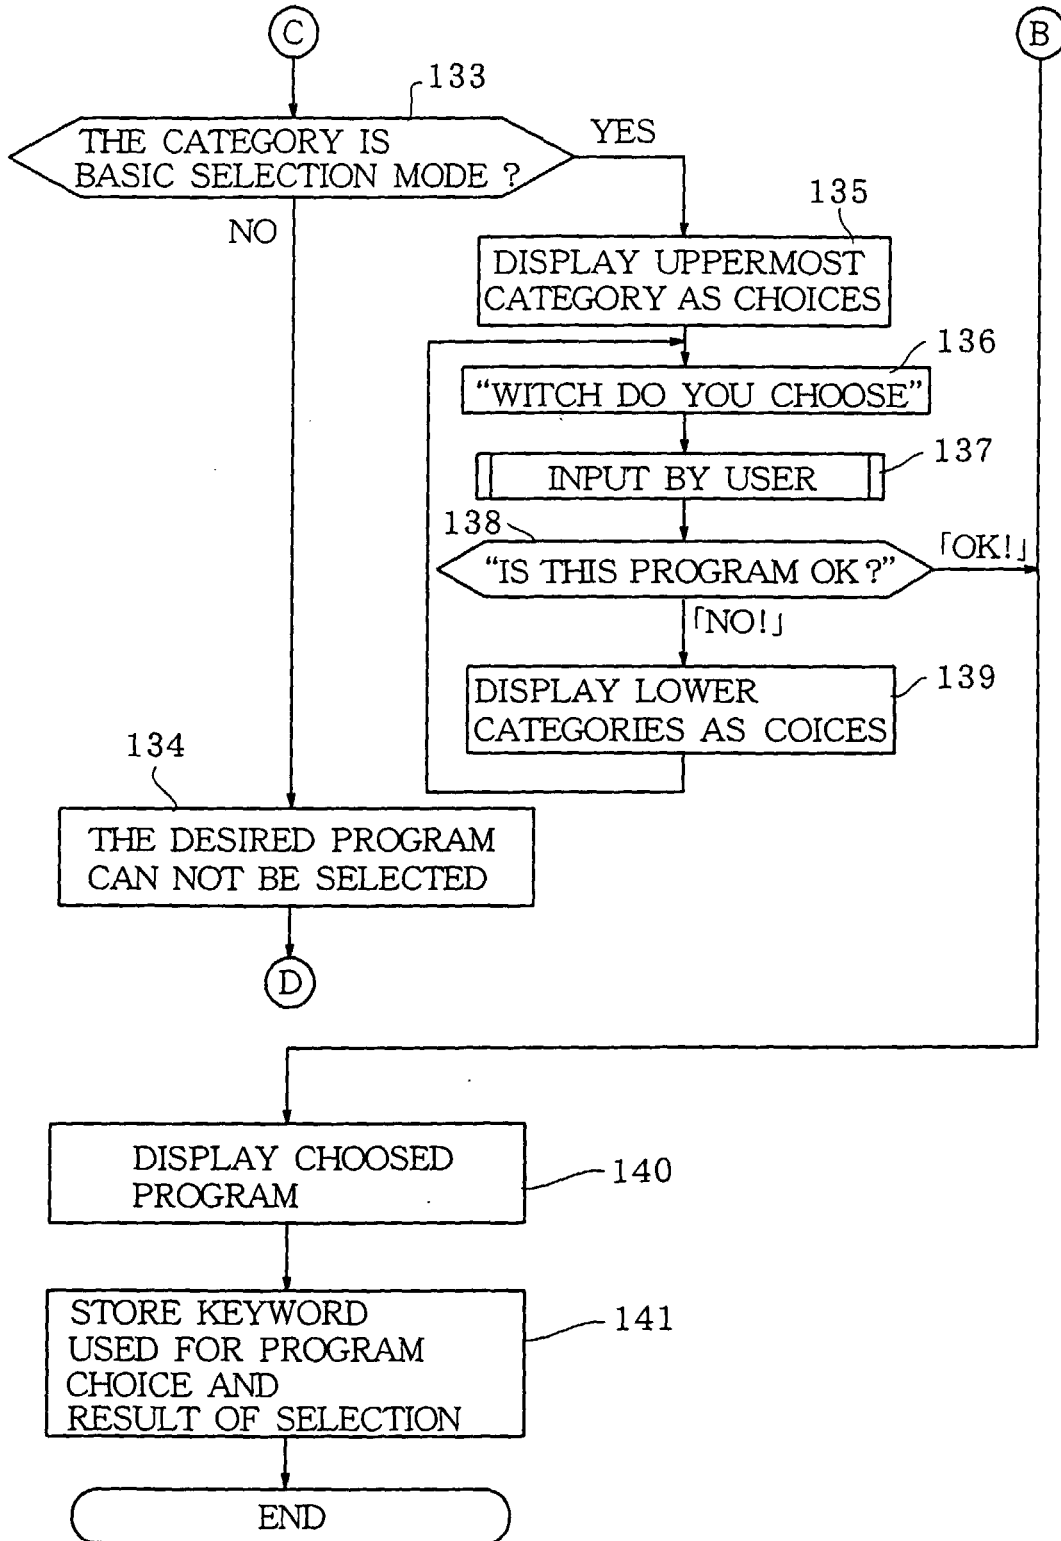 C
B
133
THE CATEGORY IS
BASIC SELECTION MODE ?
YES
NO
135
DISPLAY UPPERMOST
CATEGORY AS CHOICES
136
“WITCH DO YOU CHOOSE”
137
INPUT BY USER
138
“IS THIS PROGRAM OK ?”
「OK!」
「NO!」
139
DISPLAY LOWER
CATEGORIES AS COICES
134
THE DESIRED PROGRAM
CAN NOT BE SELECTED
D
140
DISPLAY CHOOSED
PROGRAM
141
STORE KEYWORD
USED FOR PROGRAM
CHOICE AND
RESULT OF SELECTION
END